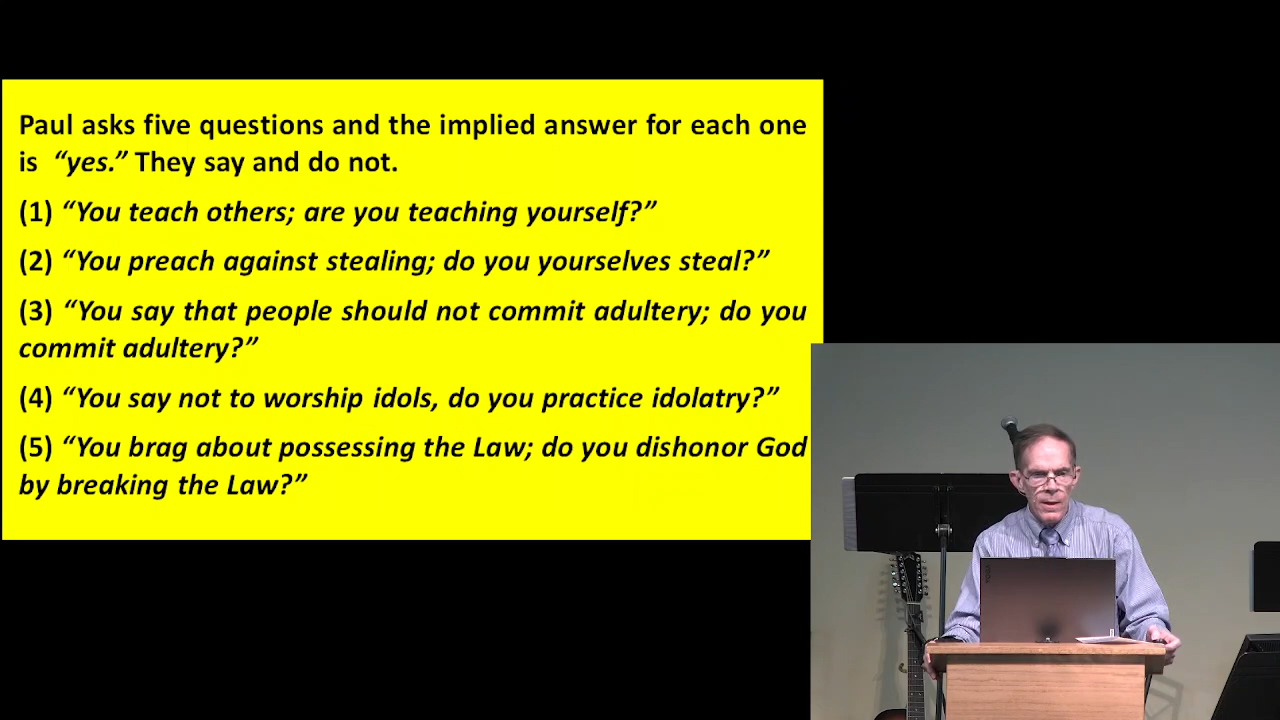 Paul asks five questions and the implied answer for each one
is “yes.” They say and do not.
(1) “You teach others; are you teaching yourself?”
(2) “You preach against stealing; do you yourselves steal?”
(3) “You say that people should not commit adultery; do you
commit adultery?”
(4) “You say not to worship idols, do you practice idolatry?”
(5) “You brag about possessing the Law; do you dishonor God
by breaking the Law?”